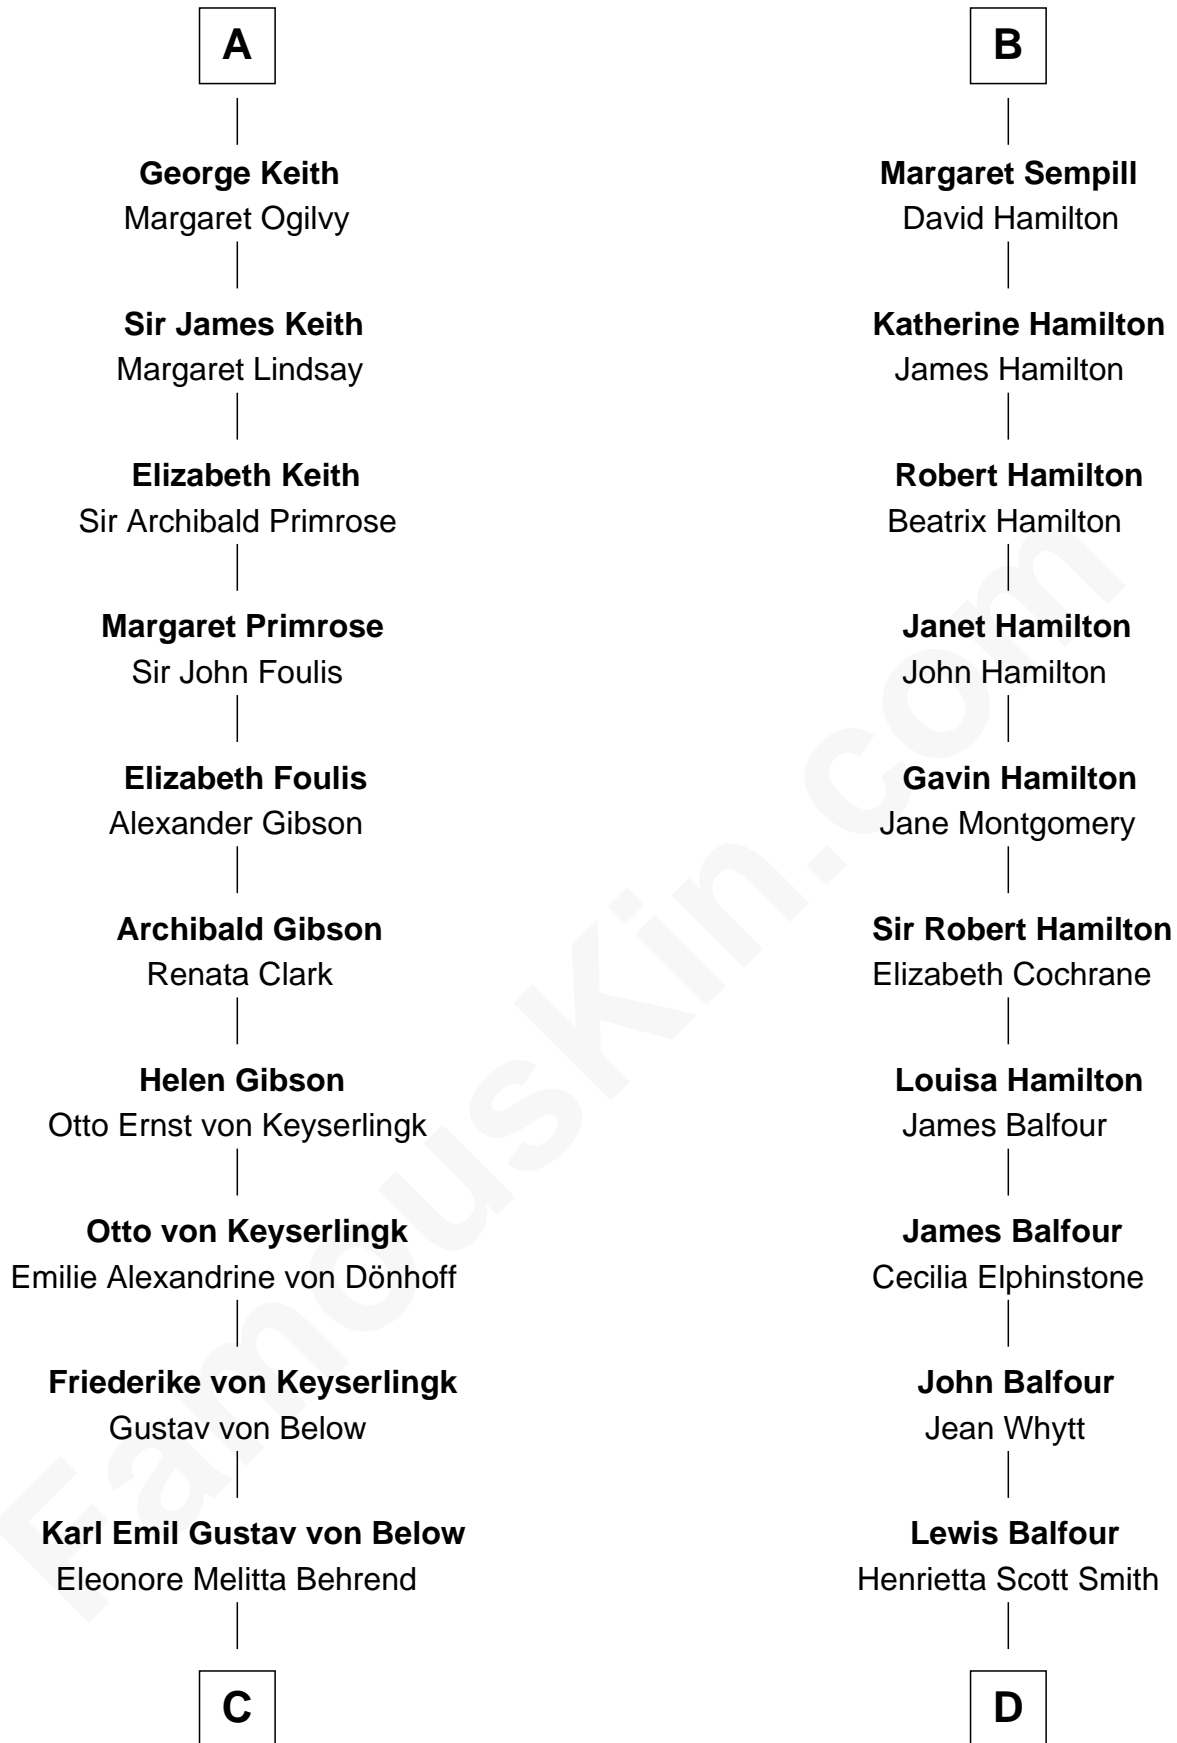 A
George Keith
Margaret Ogilvy
Sir James Keith
Margaret Lindsay
Elizabeth Keith
Sir Archibald Primrose
Margaret Primrose
Sir John Foulis
Elizabeth Foulis
Alexander Gibson
Archibald Gibson
Renata Clark
Helen Gibson
Otto Ernst von Keyserlingk
Otto von Keyserlingk
Emilie Alexandrine von Dönhoff
Friederike von Keyserlingk
Gustav von Below
Karl Emil Gustav von Below
Eleonore Melitta Behrend
C
B
Margaret Sempill
David Hamilton
Katherine Hamilton
James Hamilton
Robert Hamilton
Beatrix Hamilton
Janet Hamilton
John Hamilton
Gavin Hamilton
Jane Montgomery
Sir Robert Hamilton
Elizabeth Cochrane
Louisa Hamilton
James Balfour
James Balfour
Cecilia Elphinstone
John Balfour
Jean Whytt
Lewis Balfour
Henrietta Scott Smith
D
FamousKin.com